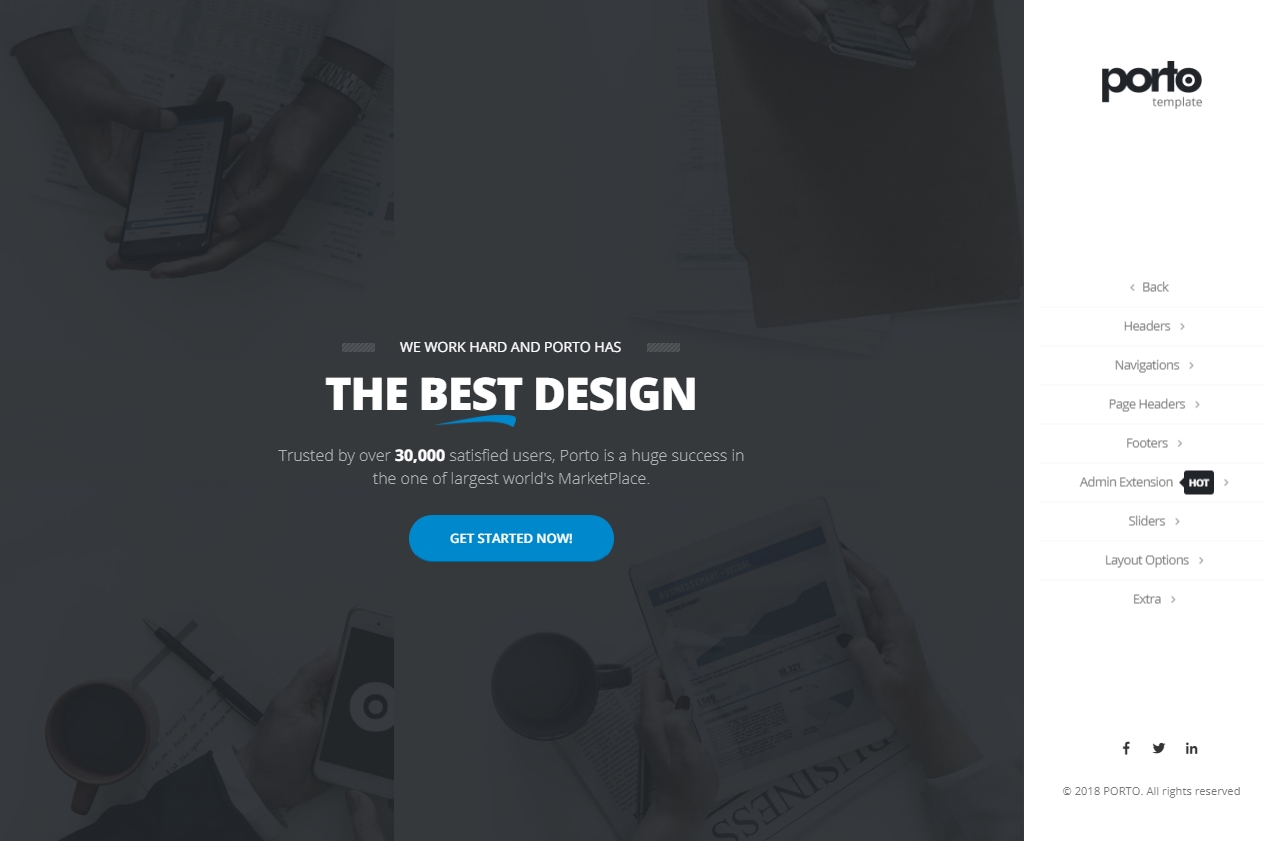 porto
template
Back
Headers
Navigations
Page Headers
Footers
Admin Extension HOT
Sliders
Layout Options
Extra
© 2018 PORTO. All rights reserved
WE WORK HARD AND PORTO HAS
THE BEST DESIGN
Trusted by over 30,000 satisfied users, Porto is a huge success in
the one of largest world's MarketPlace.
GET STARTED NOW!
BUSINESS